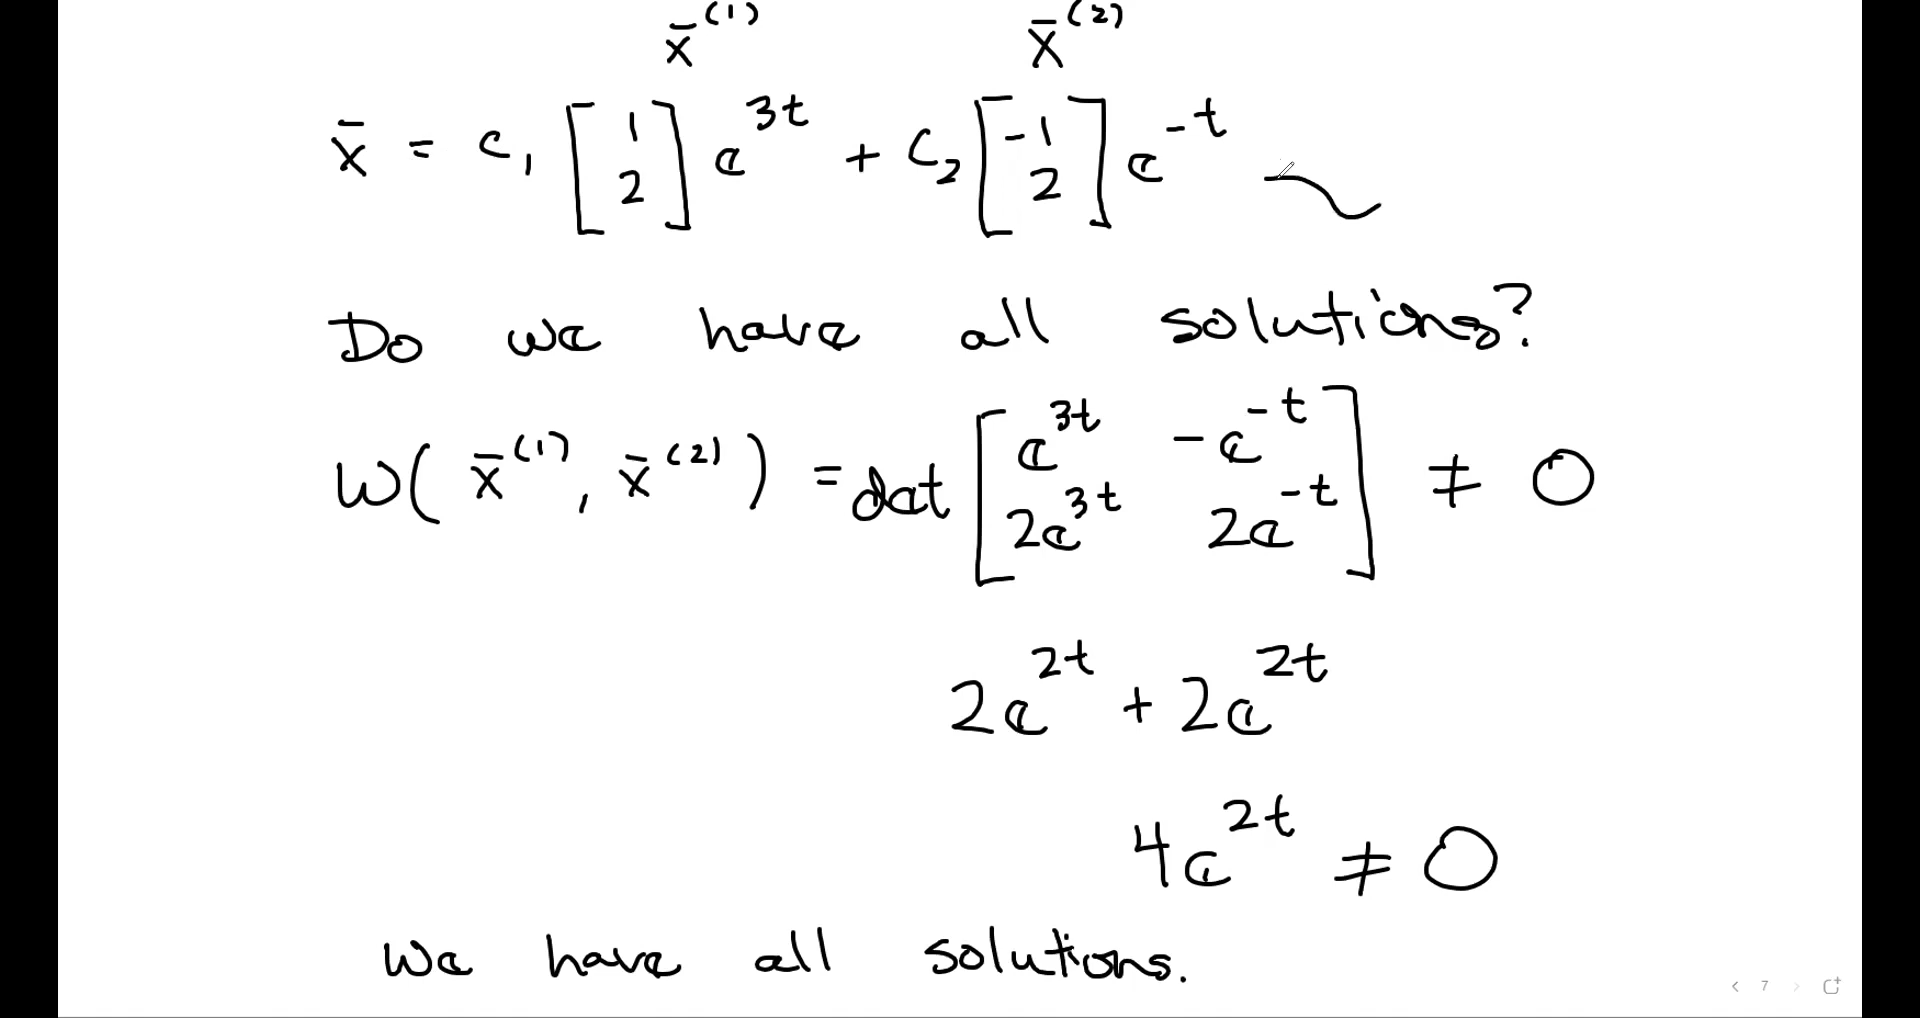 x̄⁽¹⁾ x̄⁽²⁾
x̄ = c₁ [1 2] e^{3t} + c₂ [-1 2] e^{-t}
Do we have all solutions?
W( x̄⁽¹⁾, x̄⁽²⁾ ) = det [e^{3t} -e^{-t} 2e^{3t} 2e^{-t}] ≠ 0
2e^{2t} + 2e^{2t}
4e^{2t} ≠ 0
We have all solutions.
< 7 >